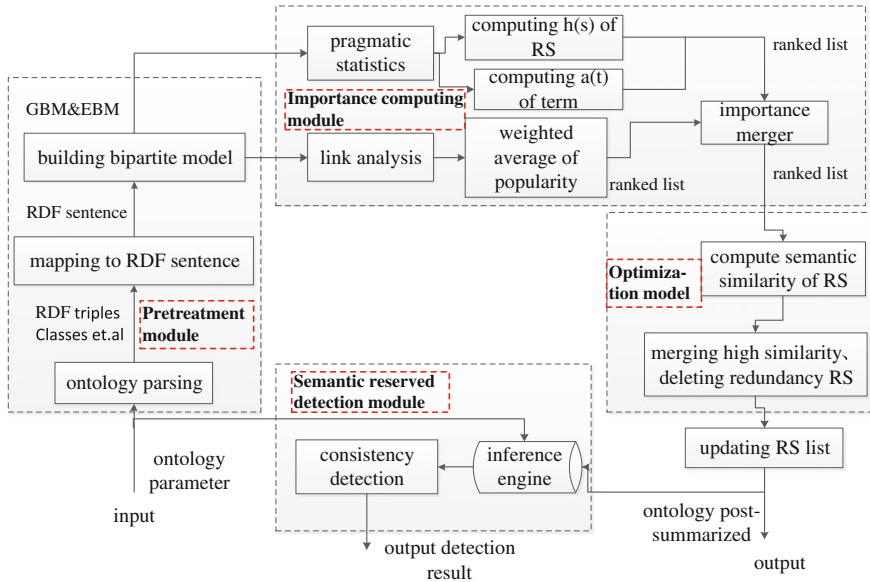 pragmatic
statistics
computing h(s) of
RS
computing a(t)
of term
ranked list
Importance computing
module
importance
merger
GBM&EBM
building bipartite model
link analysis
weighted
average of
popularity
ranked list
ranked list
RDF sentence
mapping to RDF sentence
Optimiza-
tion model
compute semantic
similarity of RS
RDF triples
Classes et.al
Pretreatment
module
merging high similarity、
deleting redundancy RS
ontology parsing
Semantic reserved
detection module
updating RS list
consistency
detection
inference
engine
ontology
parameter
input
ontology post-
summarized
output detection
result
output